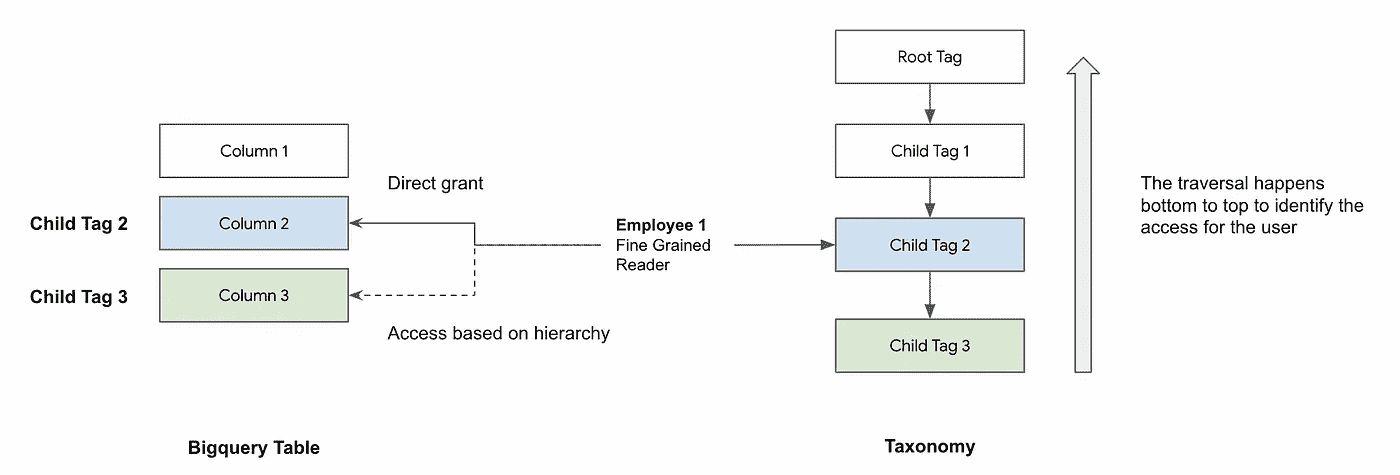 Root Tag
Column 1
Child Tag 1
Direct grant
The traversal happens
bottom to top to identify the
access for the user
Child Tag 2
Column 2
Employee 1
Fine Grained
Reader
Child Tag 2
Child Tag 3
Column 3
Access based on hierarchy
Child Tag 3
Bigquery Table
Taxonomy